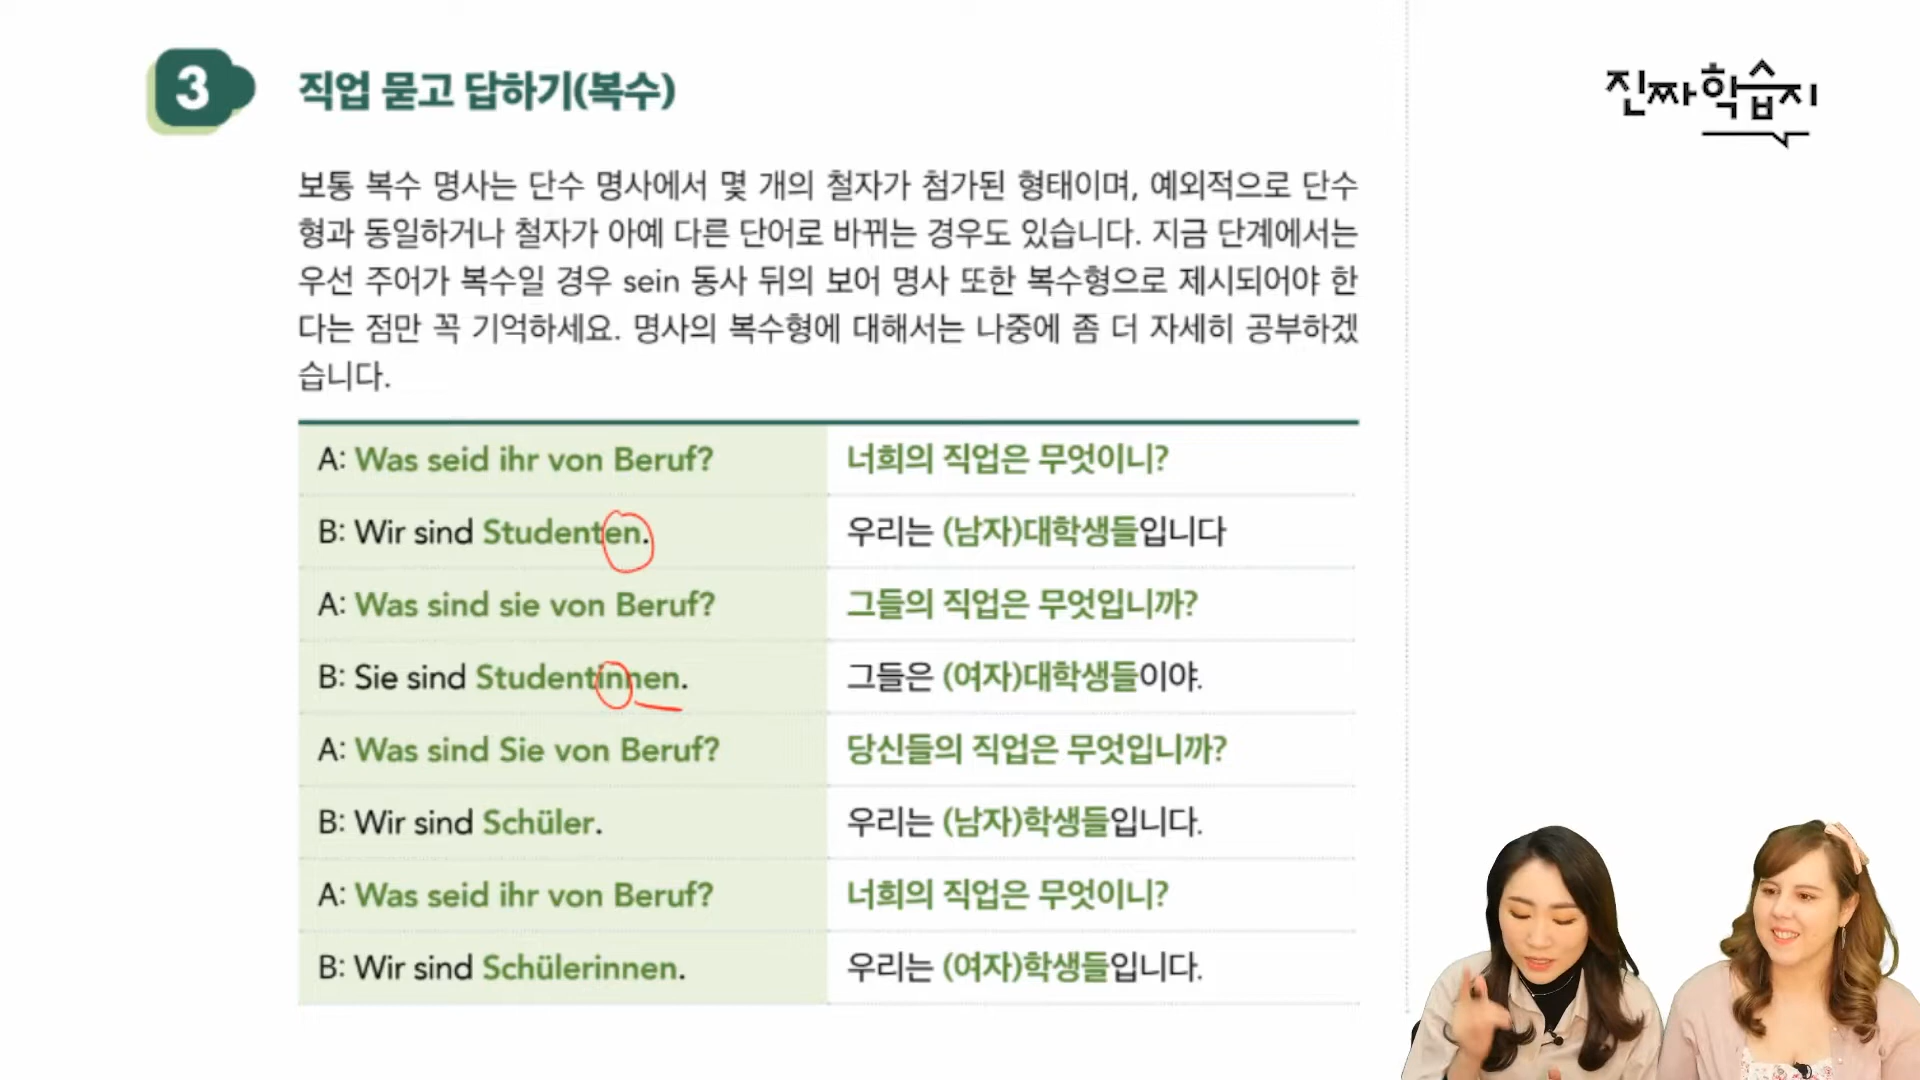 3 직업 묻고 답하기(복수)
진짜학습지
보통 복수 명사는 단수 명사에서 몇 개의 철자가 첨가된 형태이며, 예외적으로 단수
형과 동일하거나 철자가 아예 다른 단어로 바뀌는 경우도 있습니다. 지금 단계에서는
우선 주어가 복수일 경우 sein 동사 뒤의 보어 명사 또한 복수형으로 제시되어야 한
다는 점만 꼭 기억하세요. 명사의 복수형에 대해서는 나중에 좀 더 자세히 공부하겠
습니다.
A: Was seid ihr von Beruf? 너희의 직업은 무엇이니?
B: Wir sind Studenten. 우리는 (남자)대학생들입니다
A: Was sind sie von Beruf? 그들의 직업은 무엇입니까?
B: Sie sind Studentinnen. 그들은 (여자)대학생들이야.
A: Was sind Sie von Beruf? 당신들의 직업은 무엇입니까?
B: Wir sind Schüler. 우리는 (남자)학생들입니다.
A: Was seid ihr von Beruf? 너희의 직업은 무엇이니?
B: Wir sind Schülerinnen. 우리는 (여자)학생들입니다.